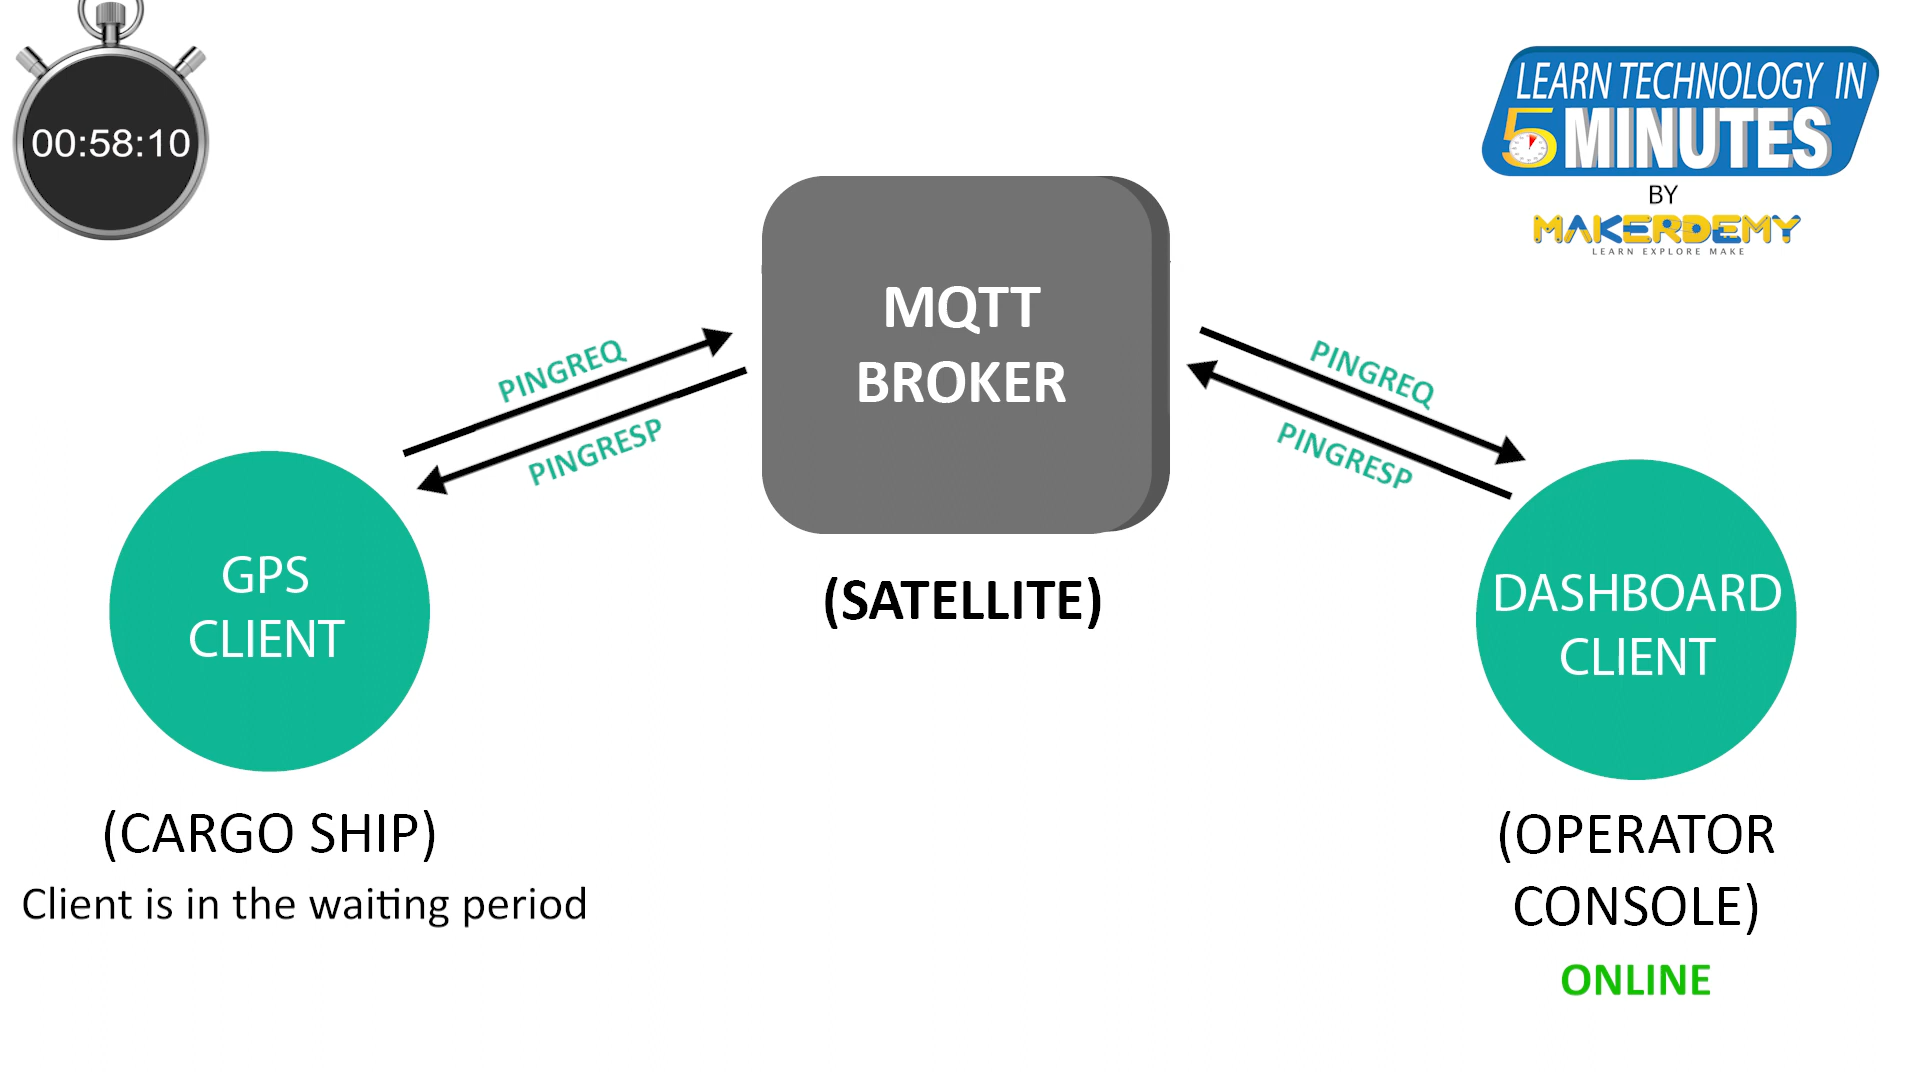 00:58:10
LEARN TECHNOLOGY IN
5 MINUTES
BY
MAKERDEMY
LEARN EXPLORE MAKE
MQTT
BROKER
(SATELLITE)
PINGREQ
PINGRESP
PINGREQ
PINGRESP
GPS
CLIENT
(CARGO SHIP)
Client is in the waiting period
DASHBOARD
CLIENT
(OPERATOR
CONSOLE)
ONLINE